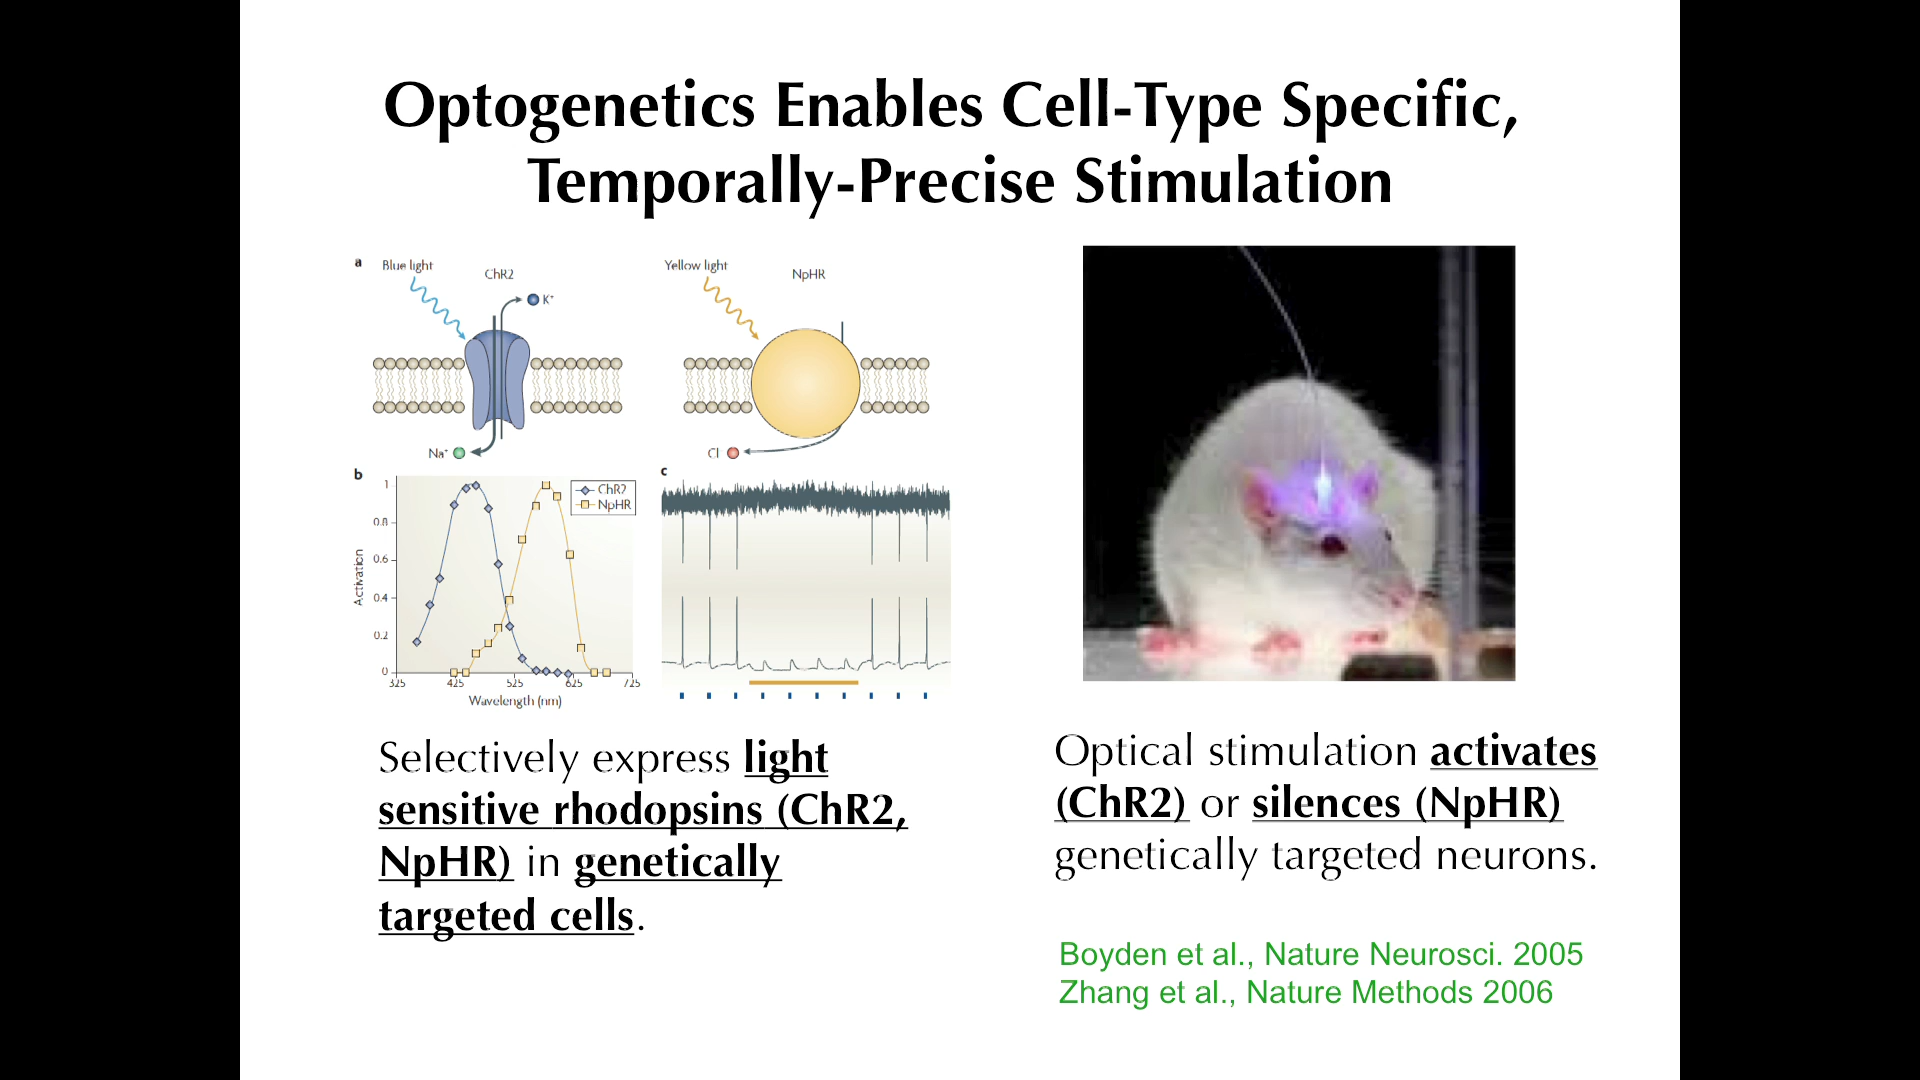 Optogenetics Enables Cell-Type Specific,
Temporally-Precise Stimulation
a
Blue light
ChR2
K+
Na+
Yellow light
NpHR
Cl
b
1
0.8
0.6
0.4
0.2
0
Activation
325 425 525 625 725
Wavelength (nm)
ChR2
NpHR
c
Selectively express light
sensitive rhodopsins (ChR2,
NpHR) in genetically
targeted cells.
Optical stimulation activates
(ChR2) or silences (NpHR)
genetically targeted neurons.
Boyden et al., Nature Neurosci. 2005
Zhang et al., Nature Methods 2006